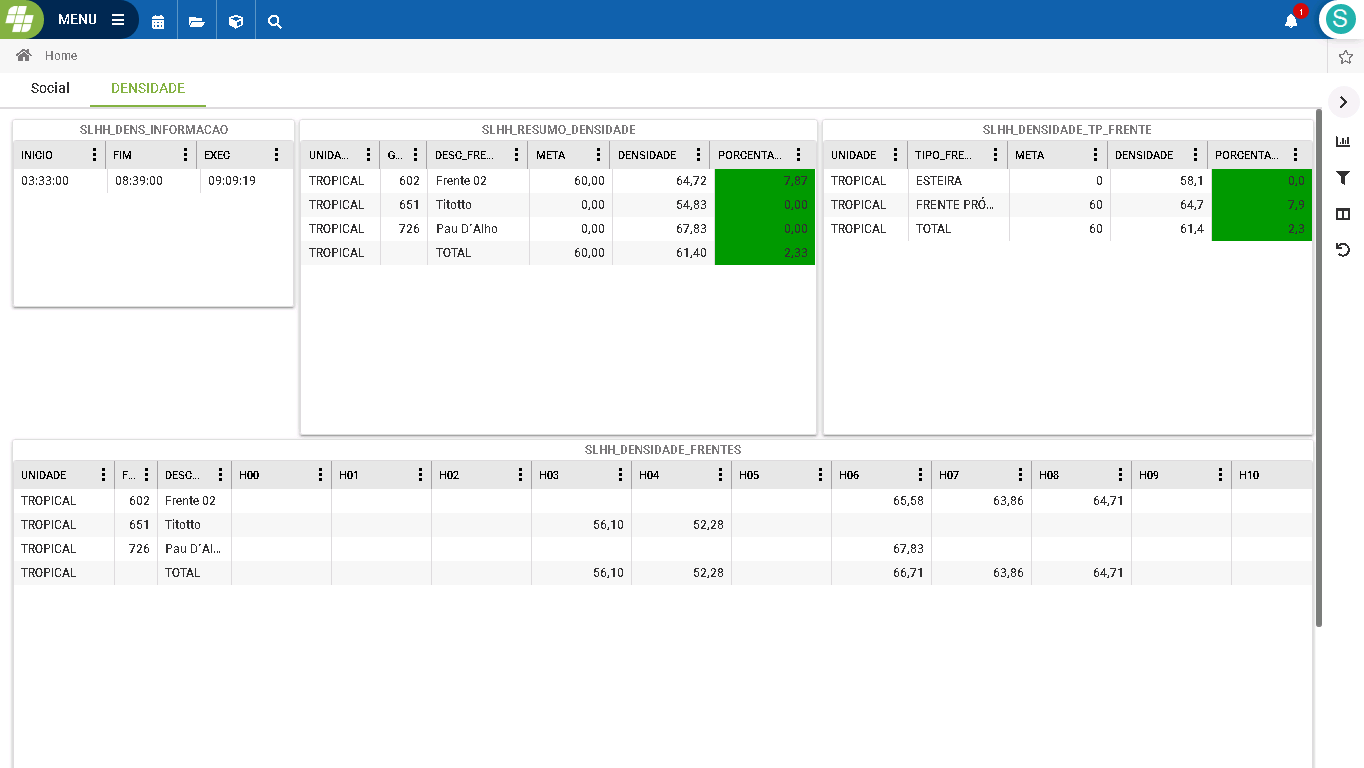 MENU
1
S
Home
Social DENSIDADE
SLHH_DENS_INFORMACAO
INICIO FIM EXEC
03:33:00 08:39:00 09:09:19
SLHH_RESUMO_DENSIDADE
UNIDA... G... DESC_FRE... META DENSIDADE PORCENTA...
TROPICAL 602 Frente 02 60,00 64,72 7,87
TROPICAL 651 Titotto 0,00 54,83 0,00
TROPICAL 726 Pau D´Alho 0,00 67,83 0,00
TROPICAL TOTAL 60,00 61,40 2,33
SLHH_DENSIDADE_TP_FRENTE
UNIDADE TIPO_FRE... META DENSIDADE PORCENTA...
TROPICAL ESTEIRA 0 58,1 0,0
TROPICAL FRENTE PRÓ... 60 64,7 7,9
TROPICAL TOTAL 60 61,4 2,3
SLHH_DENSIDADE_FRENTES
UNIDADE F... DESC... H00 H01 H02 H03 H04 H05 H06 H07 H08 H09 H10
TROPICAL 602 Frente 02 65,58 63,86 64,71
TROPICAL 651 Titotto 56,10 52,28
TROPICAL 726 Pau D´Al... 67,83
TROPICAL TOTAL 56,10 52,28 66,71 63,86 64,71